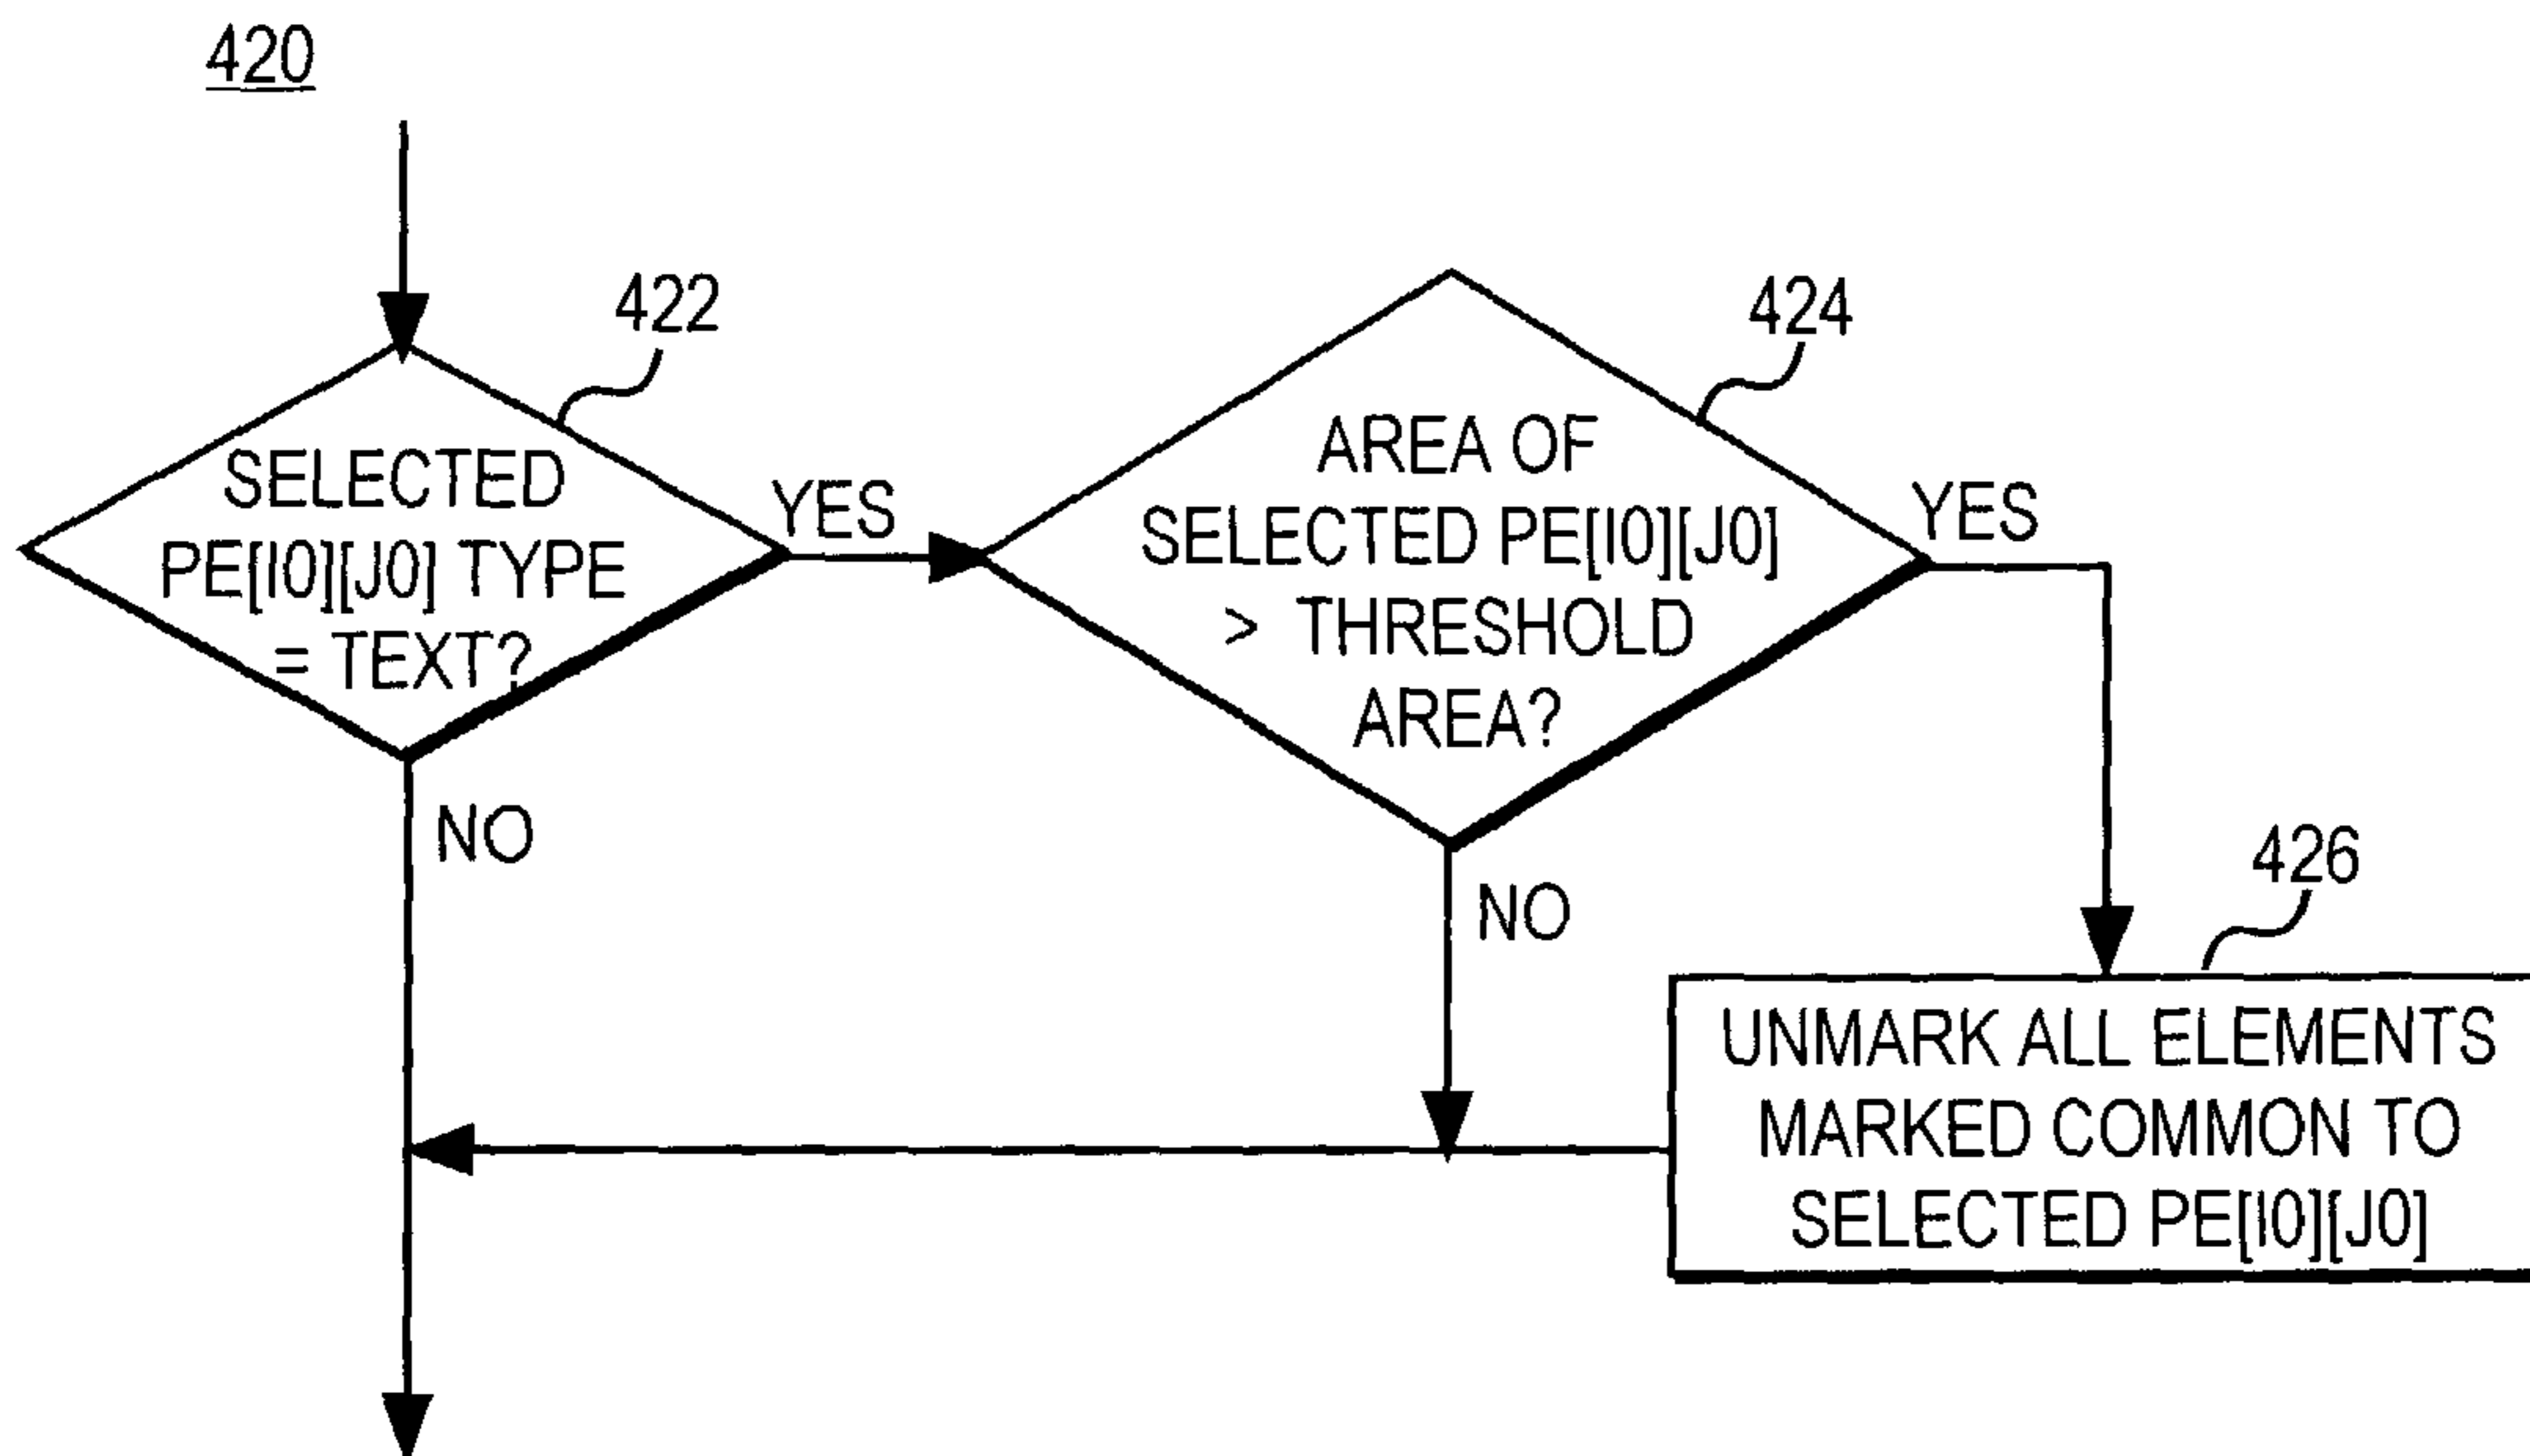 420
422
SELECTED
PE[I0][J0] TYPE
= TEXT?
YES
NO
424
AREA OF
SELECTED PE[I0][J0]
> THRESHOLD
AREA?
YES
NO
426
UNMARK ALL ELEMENTS
MARKED COMMON TO
SELECTED PE[I0][J0]